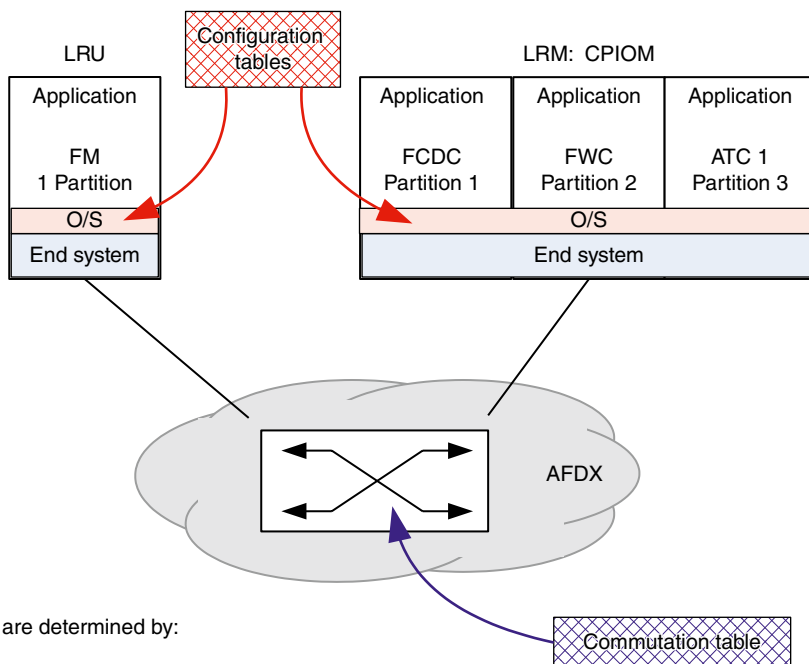 Configuration
tables
LRU
LRM: CPIOM
Application
FM
1 Partition
O/S
End system
Application
FCDC
Partition 1
Application
FWC
Partition 2
Application
ATC 1
Partition 3
O/S
End system
AFDX
are determined by:
Commutation table